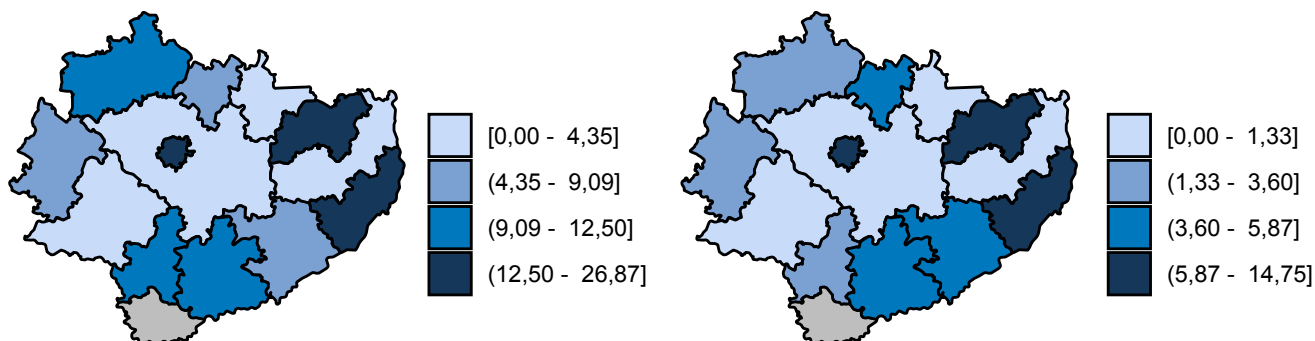 [0,00 - 4,35]
(4,35 - 9,09]
(9,09 - 12,50]
(12,50 - 26,87]
[0,00 - 1,33]
(1,33 - 3,60]
(3,60 - 5,87]
(5,87 - 14,75]